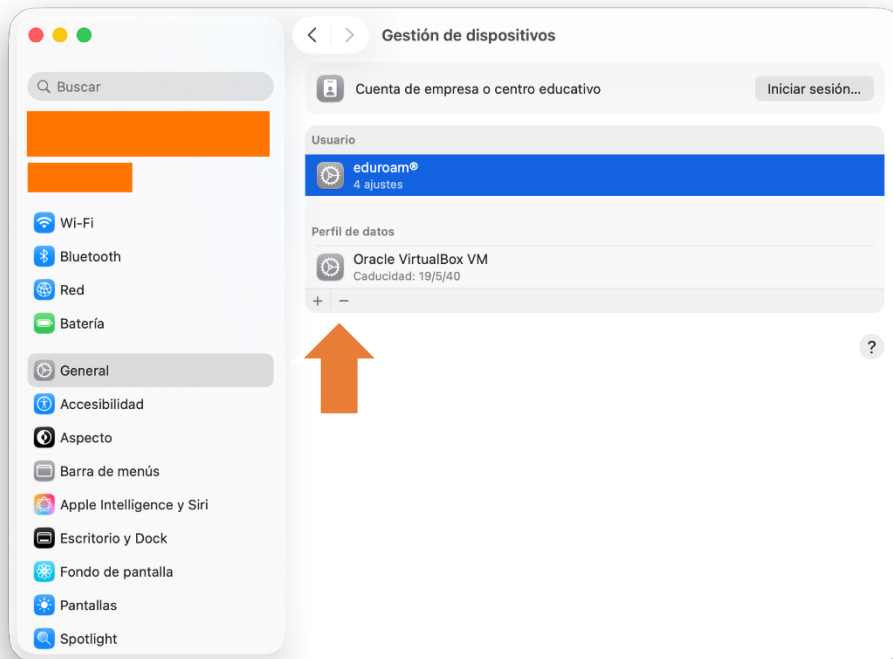 Gestión de dispositivos
Buscar
Cuenta de empresa o centro educativo
Iniciar sesión...
Usuario
eduroam®
4 ajustes
Perfil de datos
Oracle VirtualBox VM
Caducidad: 19/5/40
+ −
?
Wi-Fi
Bluetooth
Red
Batería
General
Accesibilidad
Aspecto
Barra de menús
Apple Intelligence y Siri
Escritorio y Dock
Fondo de pantalla
Pantallas
Spotlight